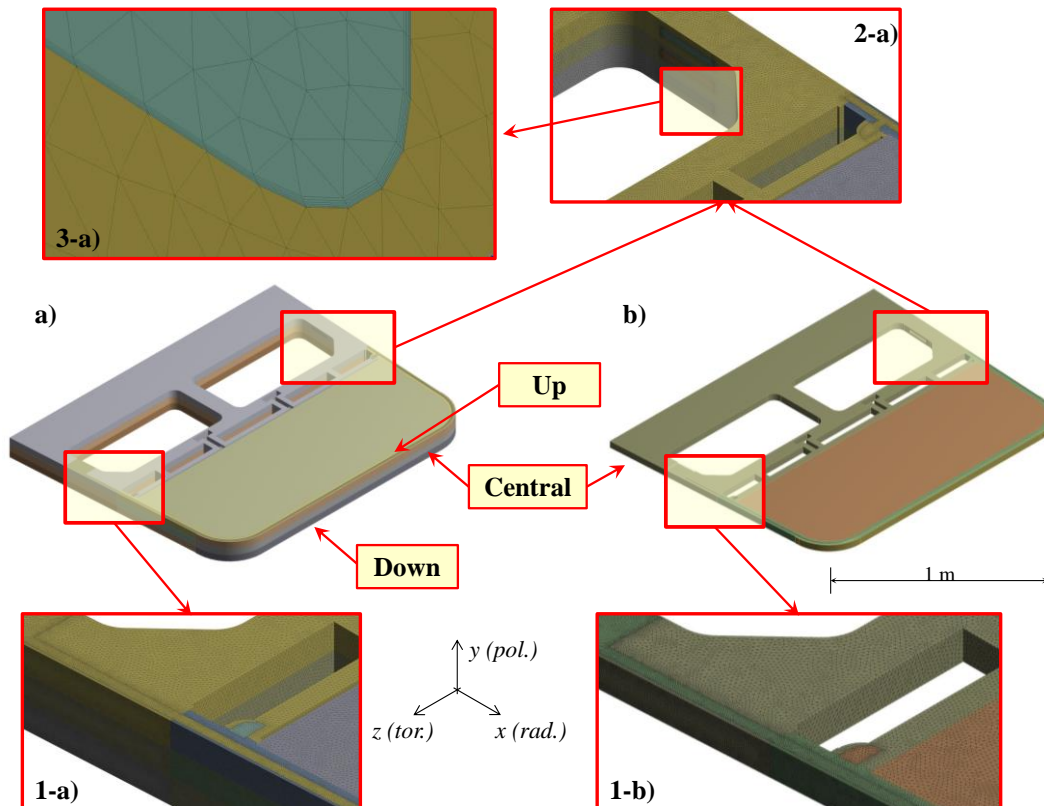 2-a)
3-a)
a)
b)
Up
Central
Down
1 m
y (pol.)
z (tor.)
x (rad.)
1-a)
1-b)